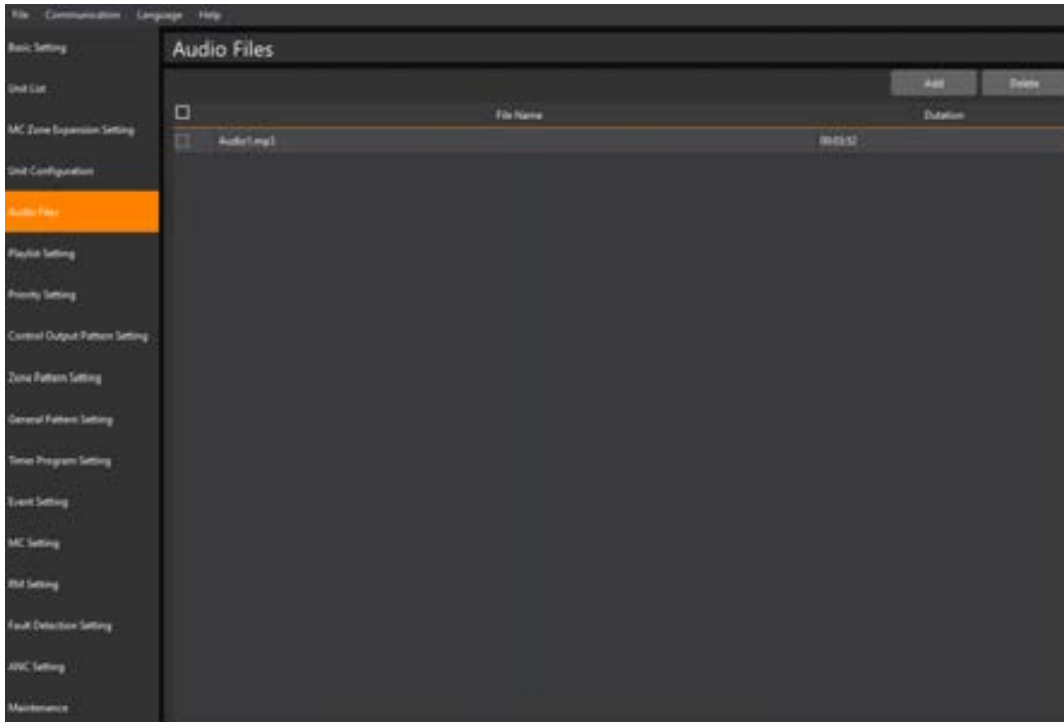 File Communication Language Help
Basic Setting
Audio Files
Unit List
Add Delete
MC Zone Expansion Setting
File Name Dutation
Audio1.mp3 00:03:52
Unit Configuration
Audio Files
Playlist Setting
Priority Setting
Control Output Pattern Setting
Zone Pattern Setting
General Pattern Setting
Timer Program Setting
Event Setting
MC Setting
RM Setting
Fault Detection Setting
ANC Setting
Maintenance